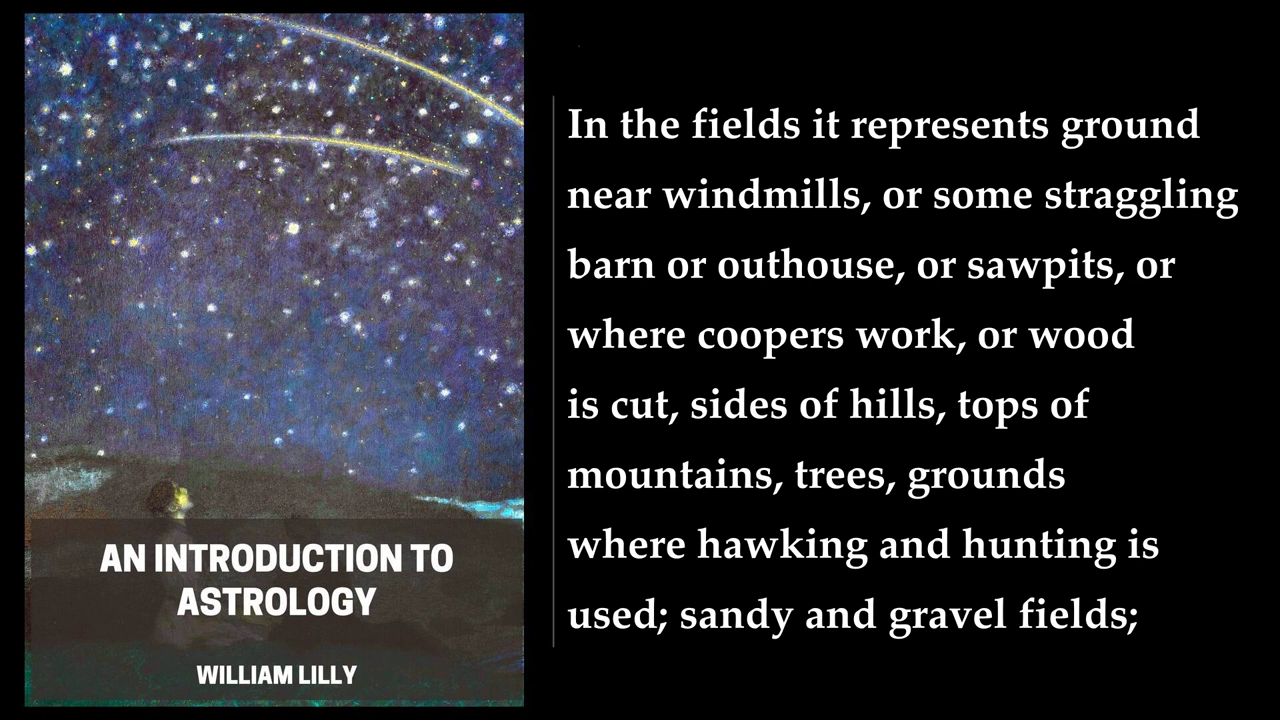 AN INTRODUCTION TO
ASTROLOGY
WILLIAM LILLY
In the fields it represents ground
near windmills, or some straggling
barn or outhouse, or sawpits, or
where coopers work, or wood
is cut, sides of hills, tops of
mountains, trees, grounds
where hawking and hunting is
used; sandy and gravel fields;